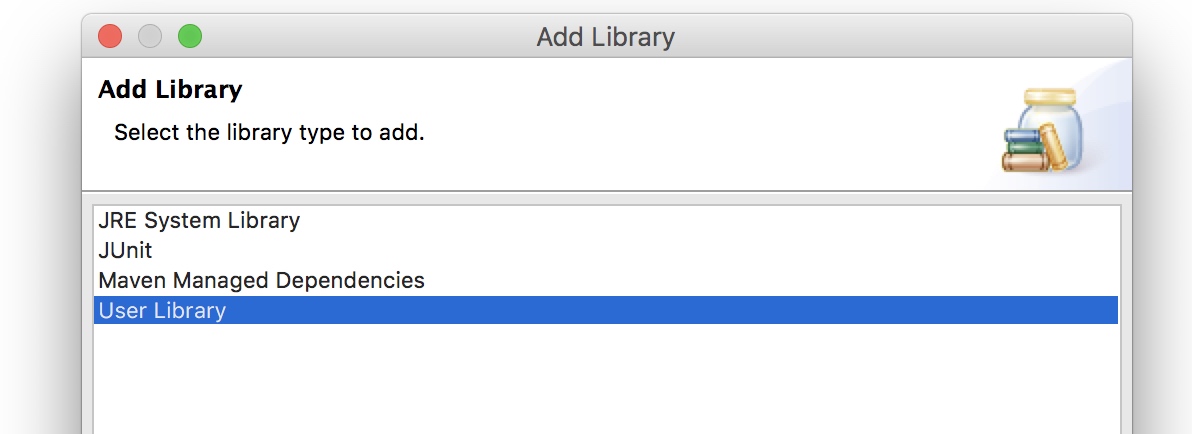 Add Library
Add Library
Select the library type to add.
JRE System Library
JUnit
Maven Managed Dependencies
User Library